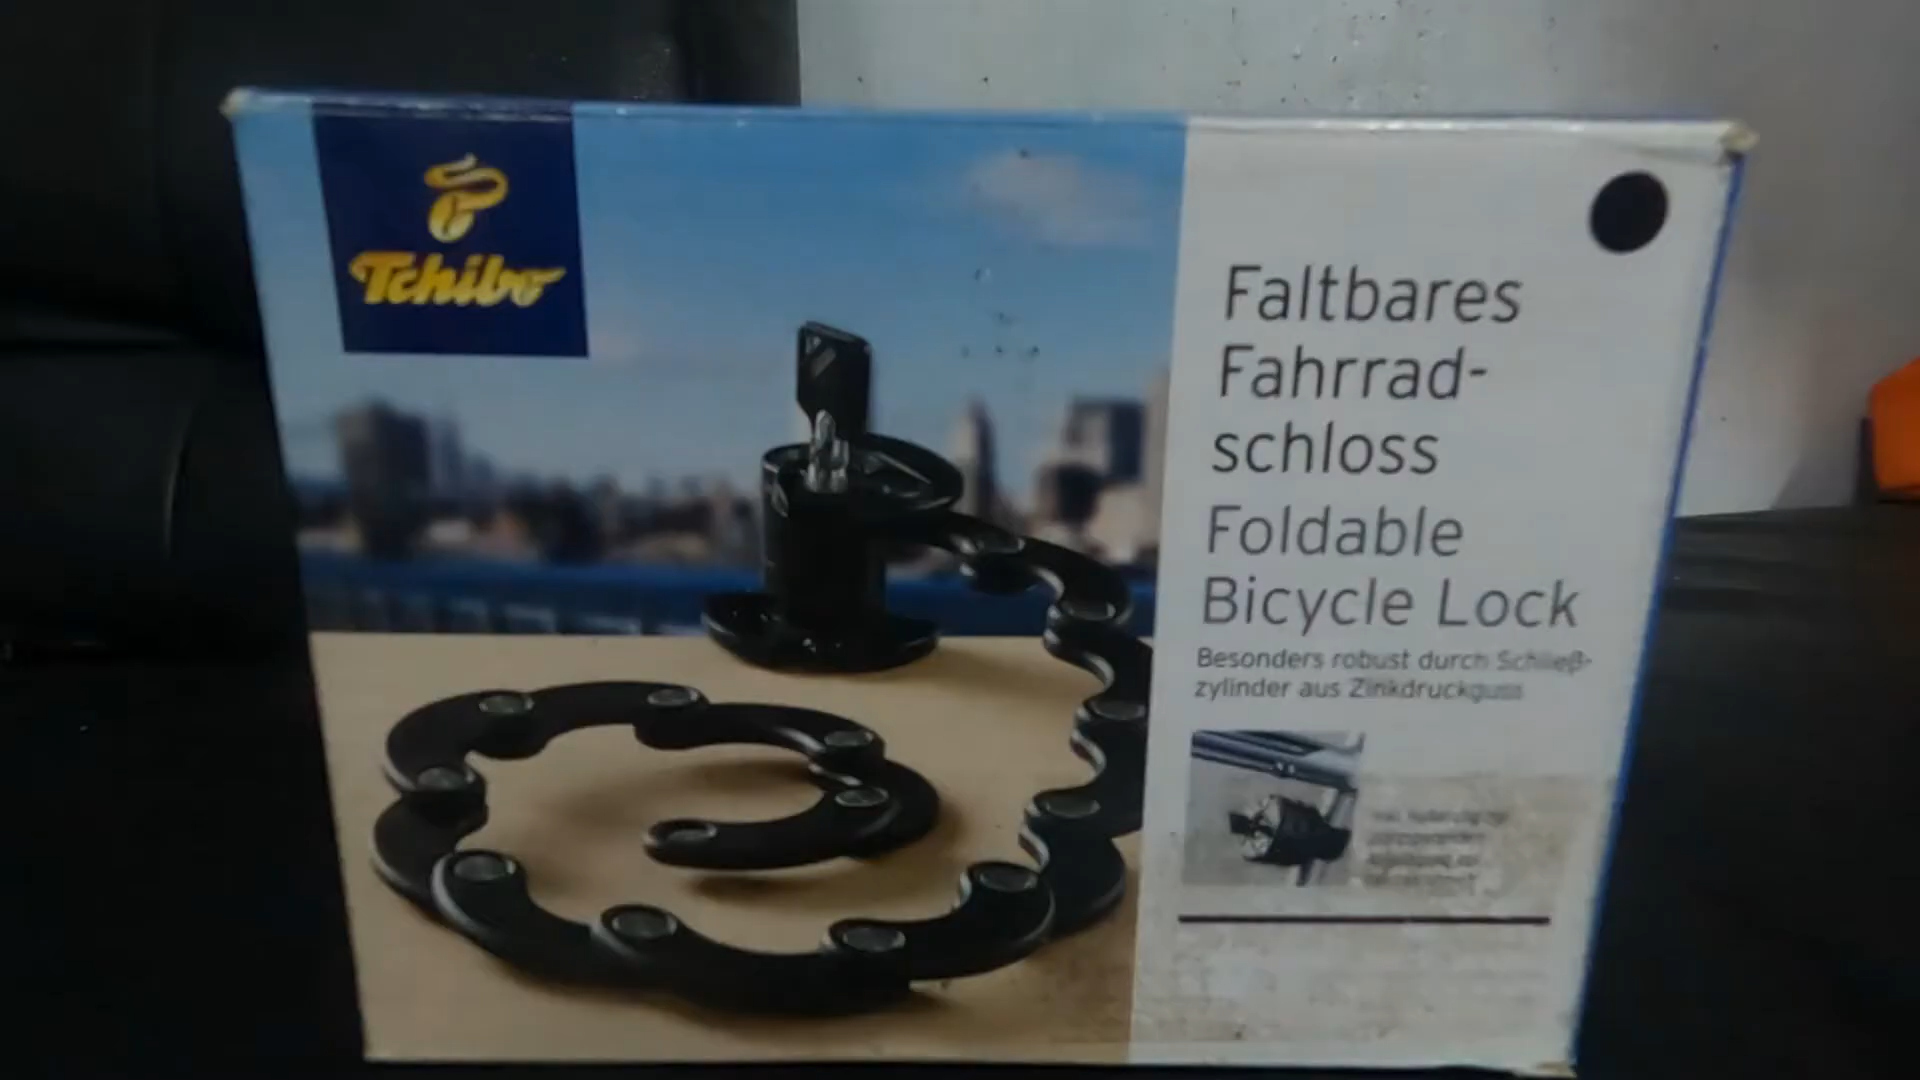 Tchibo
Faltbares
Fahrrad-
schloss
Foldable
Bicycle Lock
Besonders robust durch Schließ-
zylinder aus Zinkdruckguss